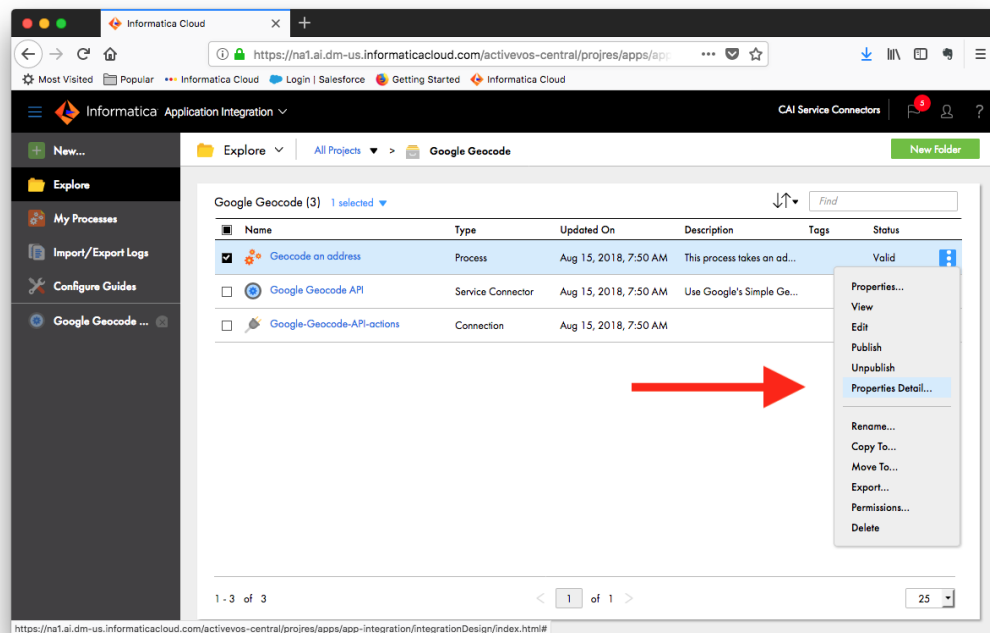 Informatica Cloud
https://na1.ai.dm-us.informaticacloud.com/activevos-central/projres/apps/app
Most Visited Popular Informatica Cloud Login | Salesforce Getting Started Informatica Cloud
Informatica Application Integration CAI Service Connectors 5 ?
New... Explore All Projects > Google Geocode New Folder
Explore
My Processes
Import/Export Logs
Configure Guides
Google Geocode ...
Google Geocode (3) 1 selected Find
Name Type Updated On Description Tags Status
Geocode an address Process Aug 15, 2018, 7:50 AM This process takes an ad... Valid
Google Geocode API Service Connector Aug 15, 2018, 7:50 AM Use Google's Simple Ge...
Google-Geocode-API-actions Connection Aug 15, 2018, 7:50 AM
Properties...
View
Edit
Publish
Unpublish
Properties Detail...
Rename...
Copy To...
Move To...
Export...
Permissions...
Delete
1 - 3 of 3 < 1 of 1 > 25
https://na1.ai.dm-us.informaticacloud.com/activevos-central/projres/apps/app-integration/integrationDesign/index.html#